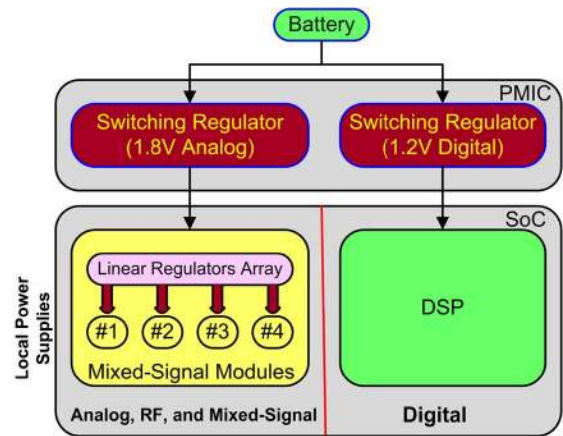 Battery
PMIC
Switching Regulator
(1.8V Analog)
Switching Regulator
(1.2V Digital)
SoC
Local Power
Supplies
Linear Regulators Array
#1 #2 #3 #4
Mixed-Signal Modules
DSP
Analog, RF, and Mixed-Signal
Digital